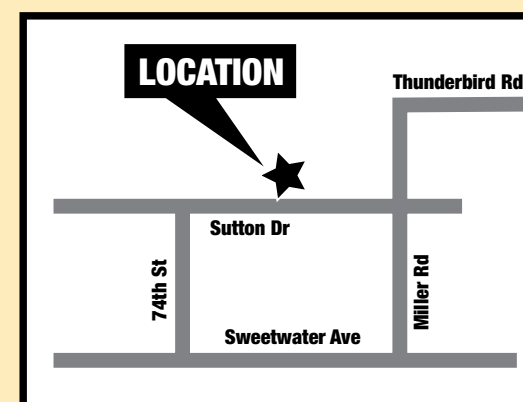 LOCATION
Thunderbird Rd
Sutton Dr
74th St
Miller Rd
Sweetwater Ave